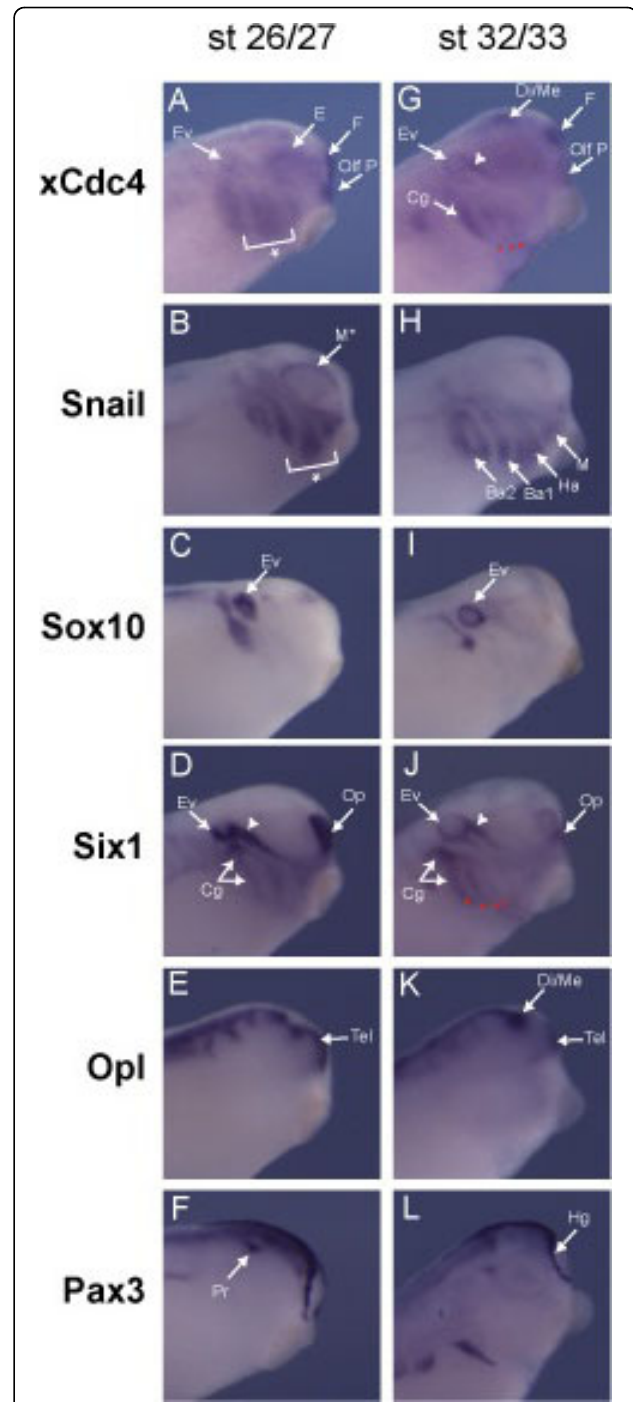 st 26/27 st 32/33
xCdc4
A
Ev
E
F
Olf P
*
G
Di/Me
Ev
F
Olf P
Cg
Snail
B
M*
*
H
Ba2
Ba1
Ha
M
Sox10
C
Ev
I
Ev
Six1
D
Ev
Op
Cg
J
Ev
Op
Cg
Opl
E
Tel
K
Di/Me
Tel
Pax3
F
Pr
L
Hg